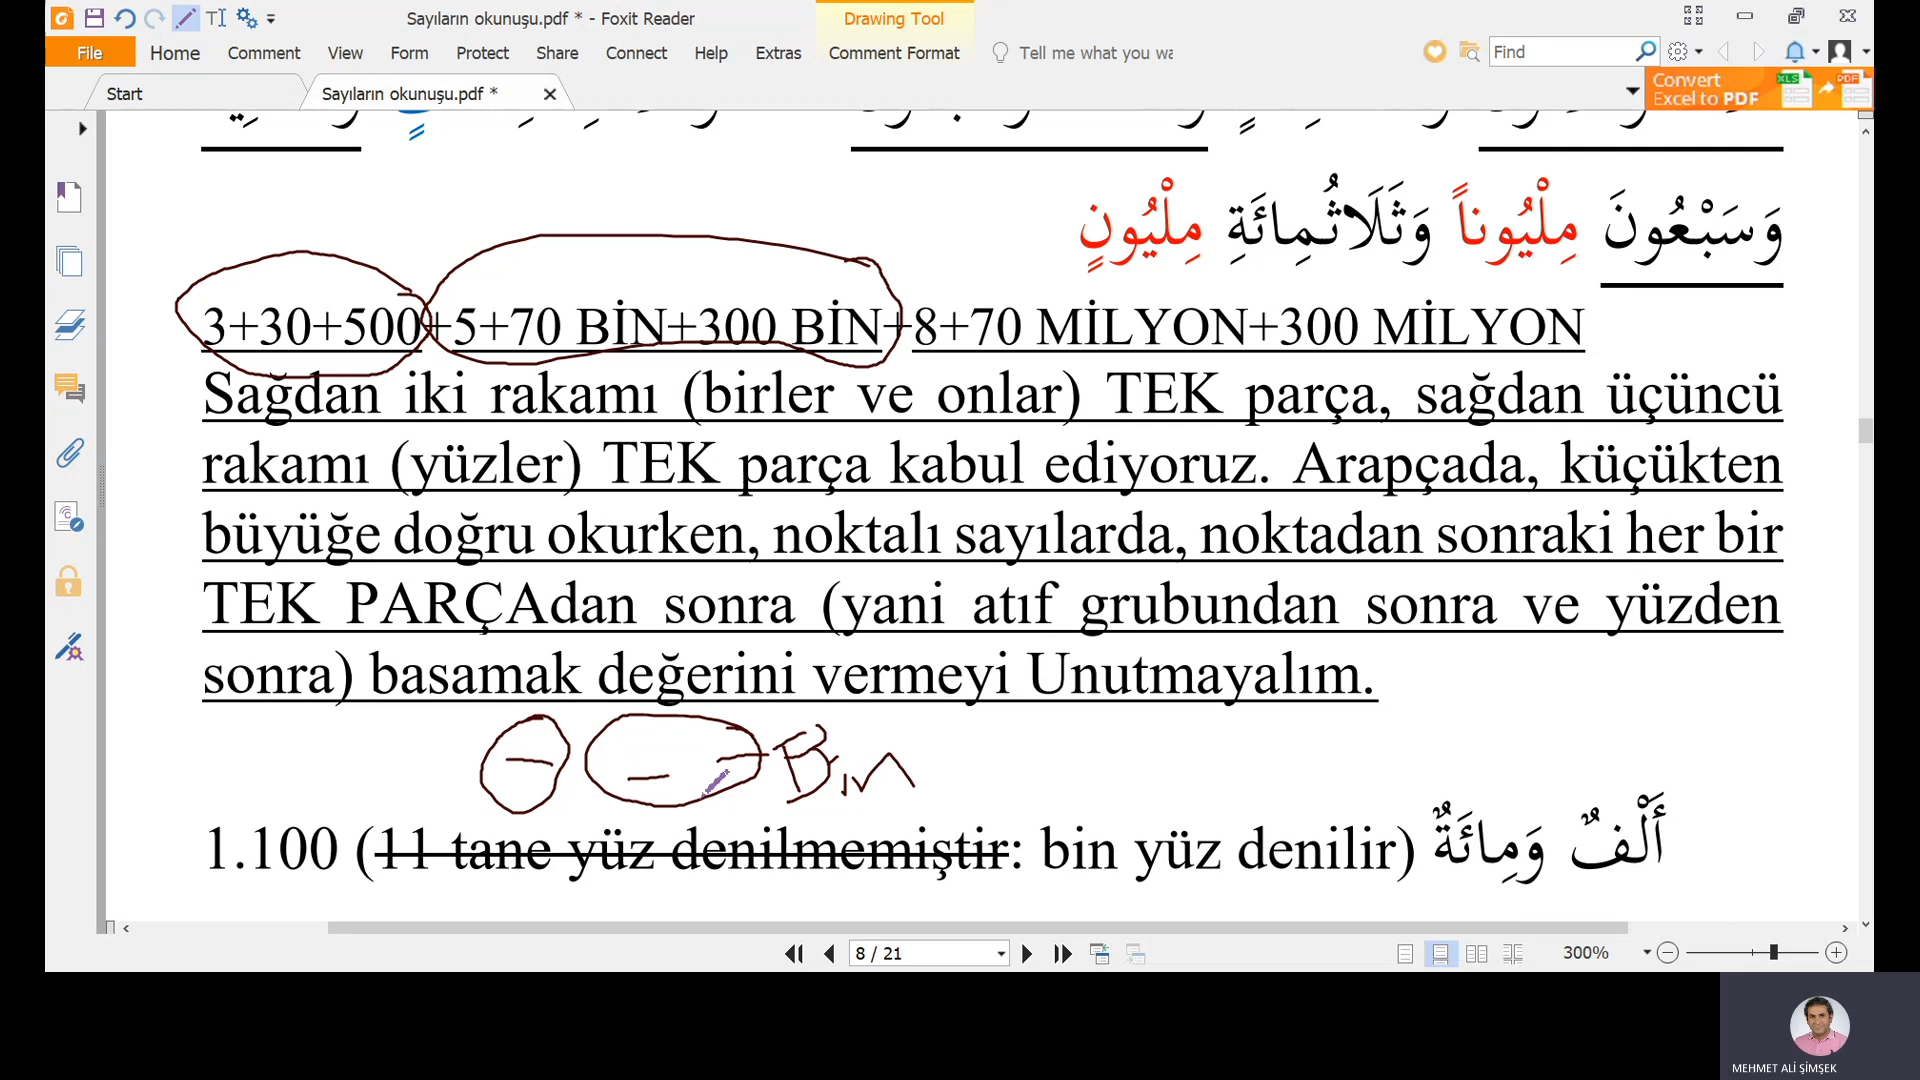 Sayıların okunuşu.pdf * - Foxit Reader
Drawing Tool
File Home Comment View Form Protect Share Connect Help Extras Comment Format Tell me what you wa Find
Start Sayıların okunuşu.pdf *
Convert Excel to PDF
XLS PDF
وَسَبْعُونَ مِلْيُوناً وَثَلَاثُمِائَةِ مِلْيُونٍ
3+30+500+5+70 BİN+300 BİN+8+70 MİLYON+300 MİLYON
Sağdan iki rakamı (birler ve onlar) TEK parça, sağdan üçüncü
rakamı (yüzler) TEK parça kabul ediyoruz. Arapçada, küçükten
büyüğe doğru okurken, noktalı sayılarda, noktadan sonraki her bir
TEK PARÇAdan sonra (yani atıf grubundan sonra ve yüzden
sonra) basamak değerini vermeyi Unutmayalım.
Bin
1.100 (11 tane yüz denilmemiştir: bin yüz denilir) أَلْفٌ وَمِائَةٌ
8 / 21 300%
MEHMET ALİ ŞİMŞEK